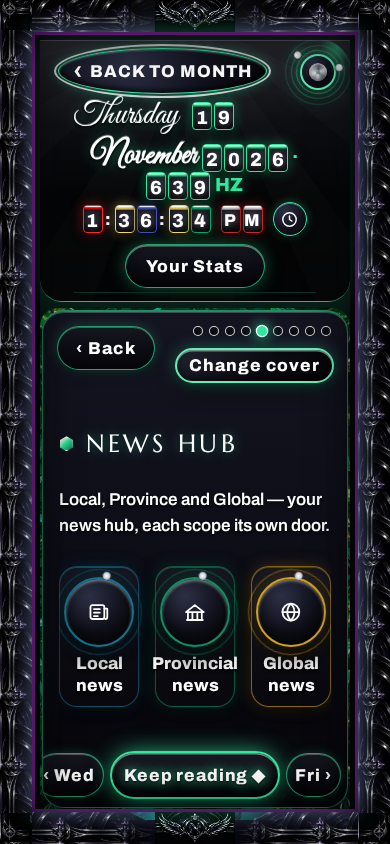 ‹ BACK TO MONTH
Thursday 19
November 2026 ·
639 HZ
1:36:34 PM
Your Stats
‹ Back
Change cover
NEWS HUB
Local, Province and Global — your
news hub, each scope its own door.
Local Provincial Global
news news news
‹ Wed Keep reading ◆ Fri ›